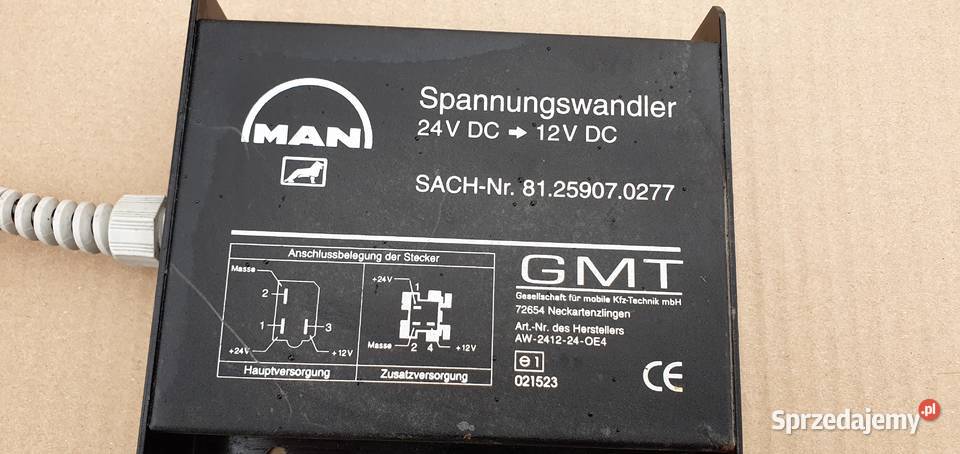 MAN
Spannungswandler
24V DC → 12V DC
SACH-Nr. 81.25907.0277
Anschlussbelegung der Stecker
Masse
2
1
3
+24V
+12V
Hauptversorgung
+24V
1
Masse
2
4
+12V
Zusatzversorgung
GMT
Gesellschaft für mobile Kfz-Technik mbH
72654 Neckartenzlingen
Art.-Nr. des Herstellers
AW-2412-24-OE4
e1
021523
CE
Sprzedajemy.pl